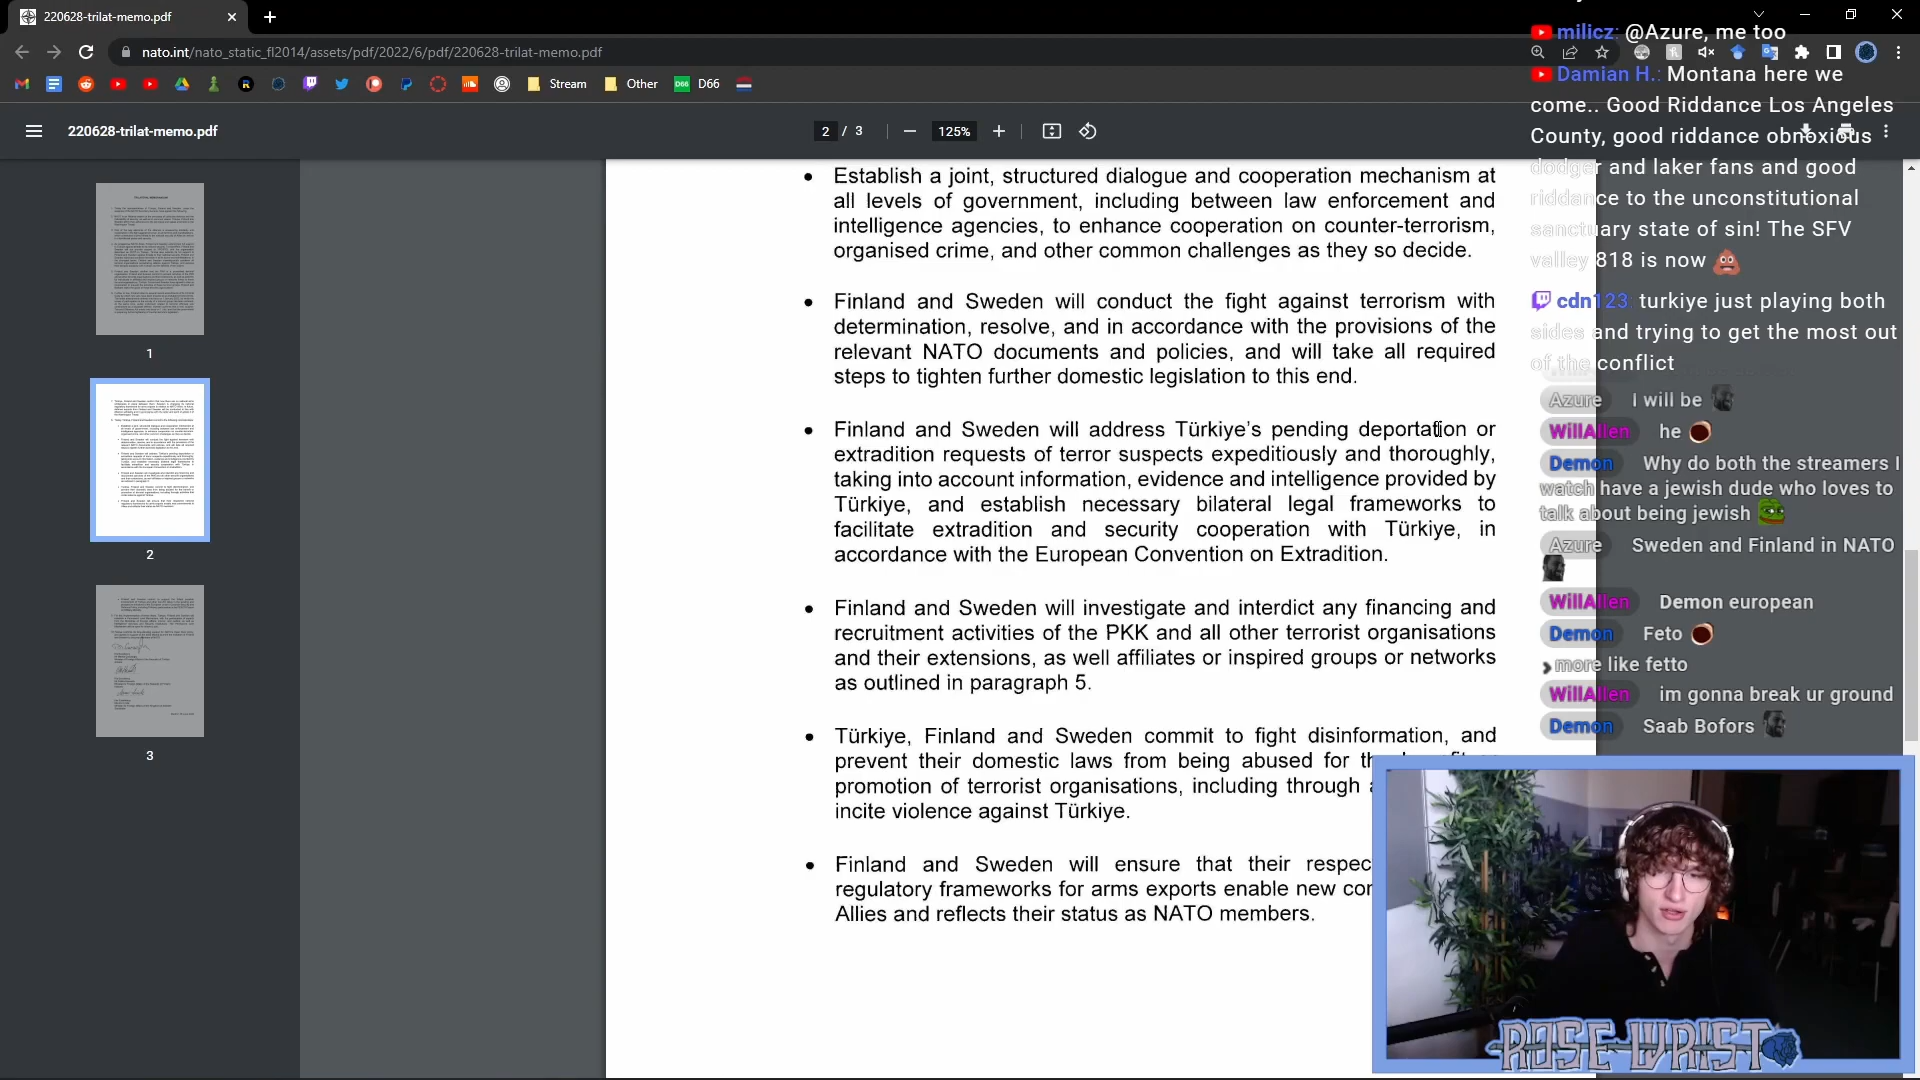 220628-trilat-memo.pdf
nato.int/nato_static_fl2014/assets/pdf/2022/6/pdf/220628-trilat-memo.pdf
Stream
Other
D66
D66
220628-trilat-memo.pdf
2 / 3
125%
1
2
3
Establish a joint, structured dialogue and cooperation mechanism at
all levels of government, including between law enforcement and
intelligence agencies, to enhance cooperation on counter-terrorism,
organised crime, and other common challenges as they so decide.
Finland and Sweden will conduct the fight against terrorism with
determination, resolve, and in accordance with the provisions of the
relevant NATO documents and policies, and will take all required
steps to tighten further domestic legislation to this end.
Finland and Sweden will address Türkiye's pending deportation or
extradition requests of terror suspects expeditiously and thoroughly,
taking into account information, evidence and intelligence provided by
Türkiye, and establish necessary bilateral legal frameworks to
facilitate extradition and security cooperation with Türkiye, in
accordance with the European Convention on Extradition.
Finland and Sweden will investigate and interdict any financing and
recruitment activities of the PKK and all other terrorist organisations
and their extensions, as well affiliates or inspired groups or networks
as outlined in paragraph 5.
Türkiye, Finland and Sweden commit to fight disinformation, and
prevent their domestic laws from being abused for
promotion of terrorist organisations, including through
incite violence against Türkiye.
Finland and Sweden will ensure that their
regulatory frameworks for arms exports enable new
Allies and reflects their status as NATO members.
milicz: @Azure, me too
Damian H.: Montana here we
come.. Good Riddance Los Angeles
County, good riddance obnoxious
dodger and laker fans and good
riddance to the unconstitutional
sanctuary state of sin! The SFV
valley 818 is now
cdn123: turkiye just playing both
sides and trying to get the most out
of the conflict
Azure I will be
WillAllen he
Demon Why do both the streamers I
watch have a jewish dude who loves to
talk about being jewish
Azure Sweden and Finland in NATO
WillAllen Demon european
Demon Feto
more like fetto
WillAllen im gonna break ur ground
Demon Saab Bofors
ROSE WRIST